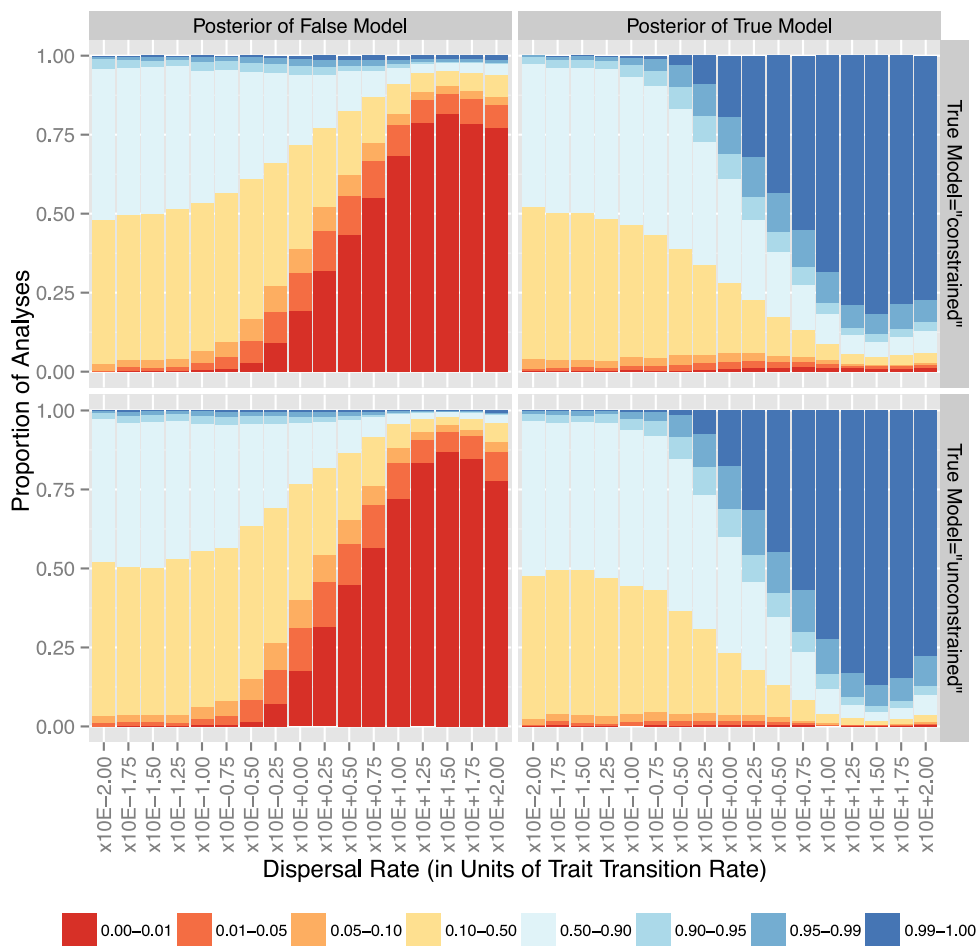 Posterior of False Model
Posterior of True Model
1.00
0.75
0.50
0.25
0.00
True Model="constrained"
1.00
0.75
0.50
0.25
0.00
True Model="unconstrained"
Proportion of Analyses
x10E−2.00
x10E−1.75
x10E−1.50
x10E−1.25
x10E−1.00
x10E−0.75
x10E−0.50
x10E−0.25
x10E+0.00
x10E+0.25
x10E+0.50
x10E+0.75
x10E+1.00
x10E+1.25
x10E+1.50
x10E+1.75
x10E+2.00
x10E−2.00
x10E−1.75
x10E−1.50
x10E−1.25
x10E−1.00
x10E−0.75
x10E−0.50
x10E−0.25
x10E+0.00
x10E+0.25
x10E+0.50
x10E+0.75
x10E+1.00
x10E+1.25
x10E+1.50
x10E+1.75
x10E+2.00
Dispersal Rate (in Units of Trait Transition Rate)
0.00−0.01
0.01−0.05
0.05−0.10
0.10−0.50
0.50−0.90
0.90−0.95
0.95−0.99
0.99−1.00